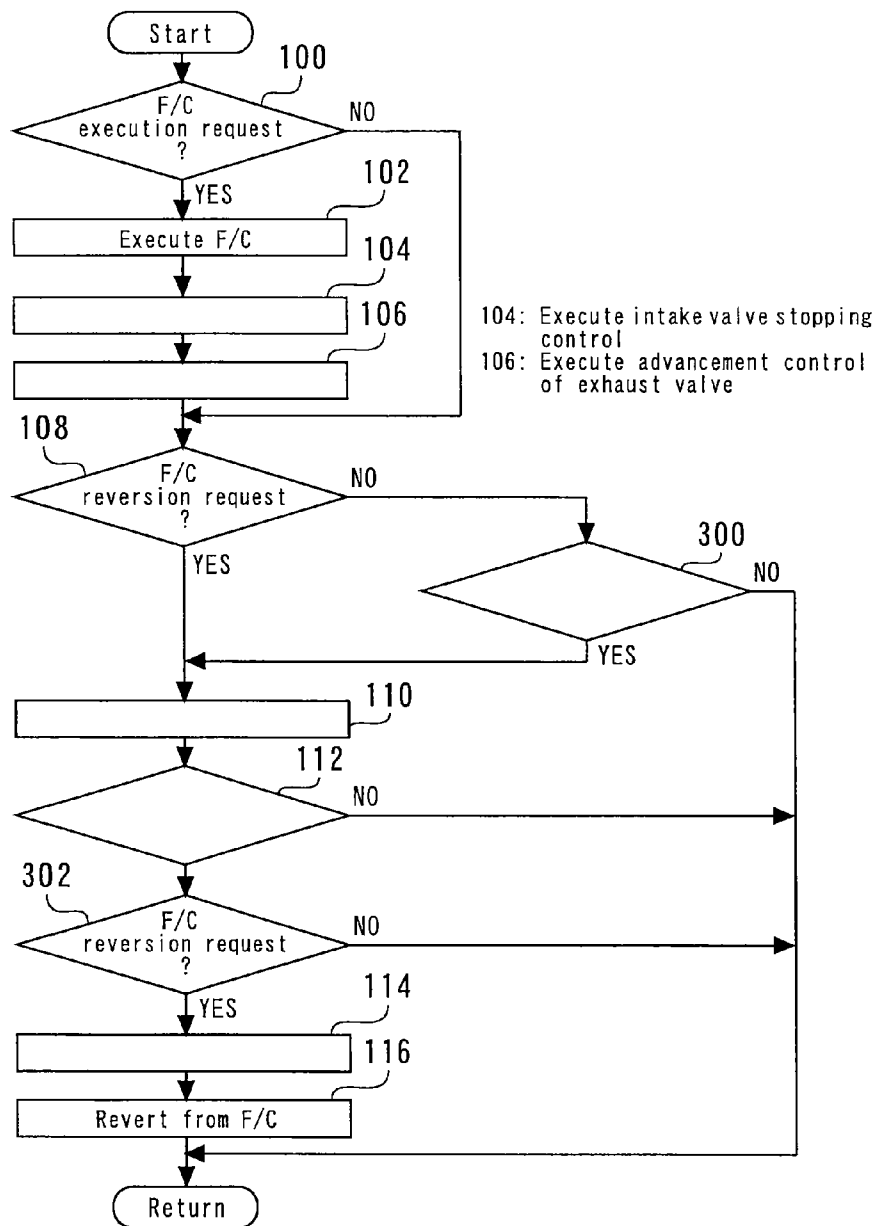 Start
100
F/C
execution request
?
NO
YES
102
Execute F/C
104
106
104: Execute intake valve stopping
control
106: Execute advancement control
of exhaust valve
108
F/C
reversion request
?
NO
YES
300
NO
YES
110
112
NO
302
F/C
reversion request
?
NO
YES
114
116
Revert from F/C
Return